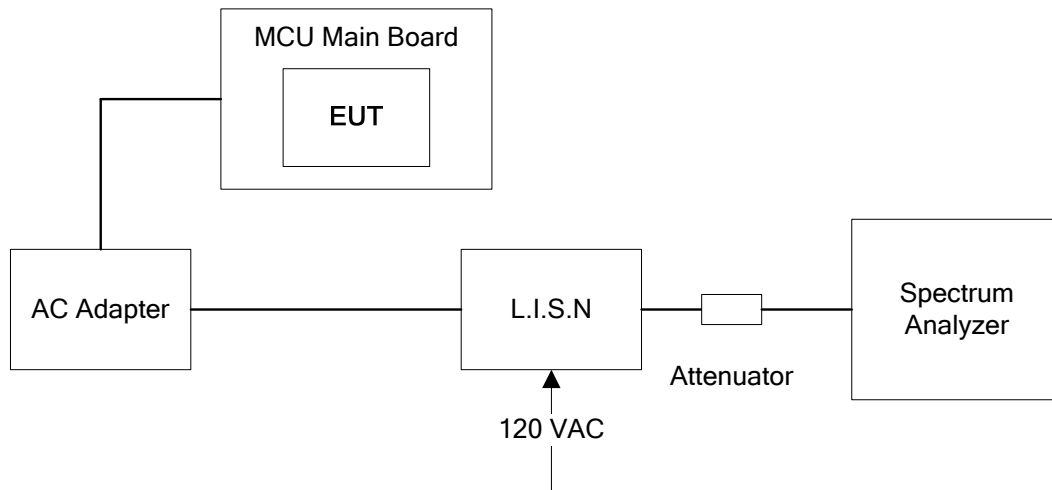 MCU Main Board
EUT
AC Adapter
L.I.S.N
Spectrum
Analyzer
Attenuator
120 VAC